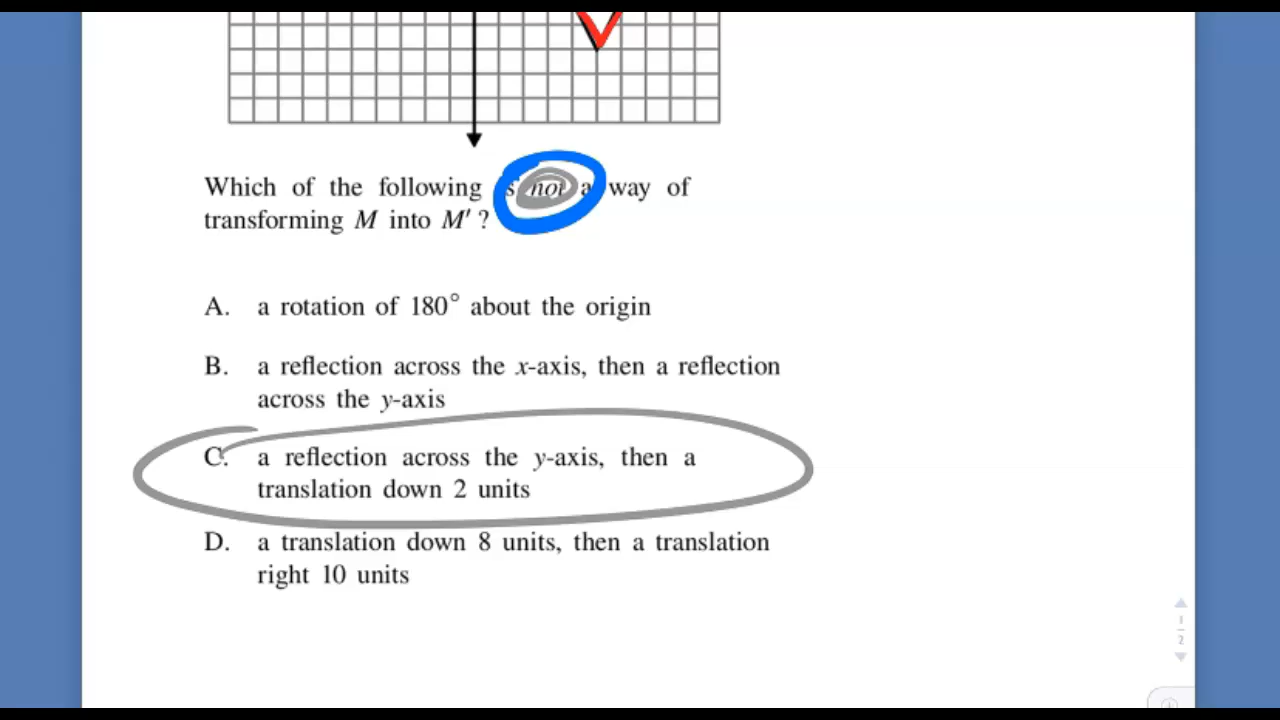 Which of the following is not a way of
transforming M into M′ ?
A. a rotation of 180° about the origin
B. a reflection across the x-axis, then a reflection
across the y-axis
C. a reflection across the y-axis, then a
translation down 2 units
D. a translation down 8 units, then a translation
right 10 units
1
2